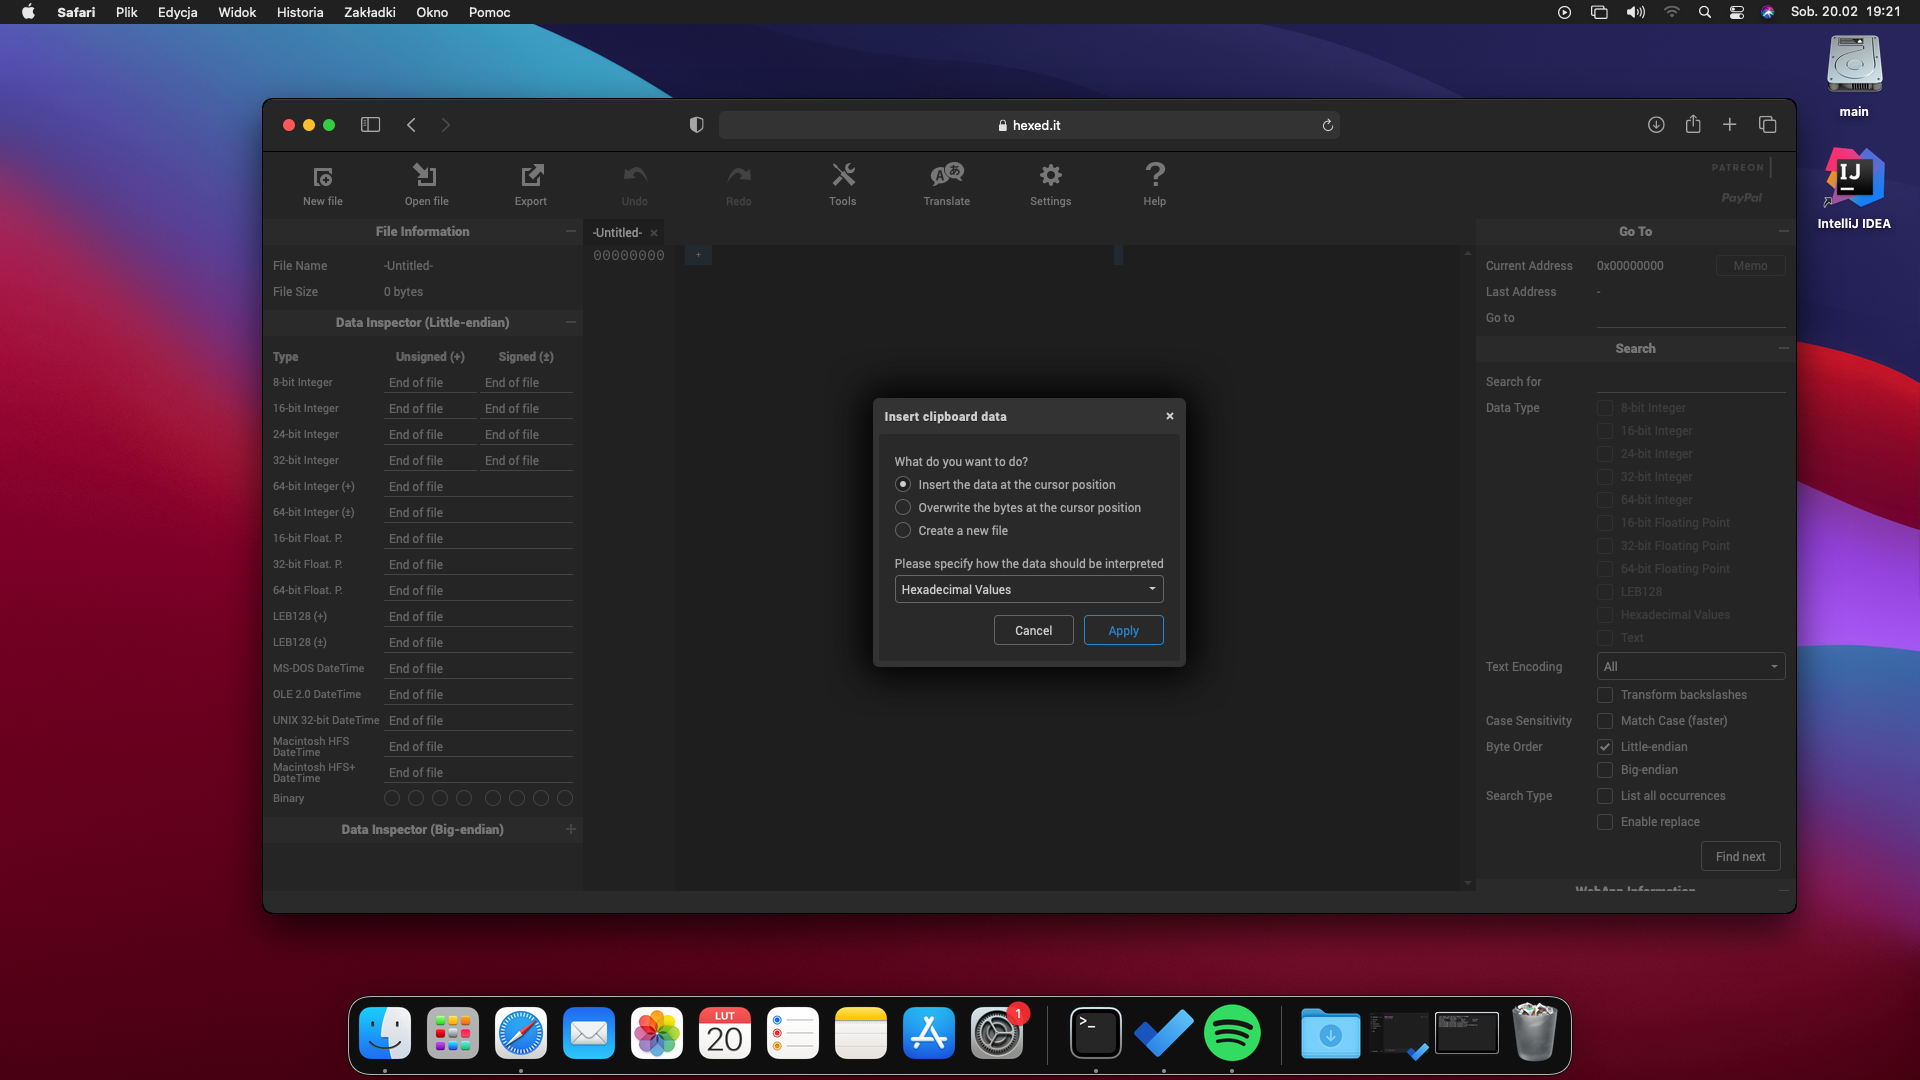 Safari Plik Edycja Widok Historia Zakładki Okno Pomoc
Sob. 20.02 19:21
main
IntelliJ IDEA
hexed.it
New file
Open file
Export
Undo
Redo
Tools
Translate
Settings
Help
PATREON
PayPal
File Information
File Name -Untitled-
File Size 0 bytes
Data Inspector (Little-endian)
Type Unsigned (+) Signed (±)
8-bit Integer End of file End of file
16-bit Integer End of file End of file
24-bit Integer End of file End of file
32-bit Integer End of file End of file
64-bit Integer (+) End of file
64-bit Integer (±) End of file
16-bit Float. P. End of file
32-bit Float. P. End of file
64-bit Float. P. End of file
LEB128 (+) End of file
LEB128 (±) End of file
MS-DOS DateTime End of file
OLE 2.0 DateTime End of file
UNIX 32-bit DateTime End of file
Macintosh HFS
DateTime End of file
Macintosh HFS+
DateTime End of file
Binary
Data Inspector (Big-endian)
-Untitled- ×
00000000 +
Insert clipboard data
What do you want to do?
Insert the data at the cursor position
Overwrite the bytes at the cursor position
Create a new file
Please specify how the data should be interpreted
Hexadecimal Values
Cancel Apply
Go To
Current Address 0x00000000 Memo
Last Address -
Go to
Search
Search for
Data Type 8-bit Integer
16-bit Integer
24-bit Integer
32-bit Integer
64-bit Integer
16-bit Floating Point
32-bit Floating Point
64-bit Floating Point
LEB128
Hexadecimal Values
Text
Text Encoding All
Transform backslashes
Case Sensitivity Match Case (faster)
Byte Order Little-endian
Big-endian
Search Type List all occurrences
Enable replace
Find next
WebApp Information
LUT
20
1
>_